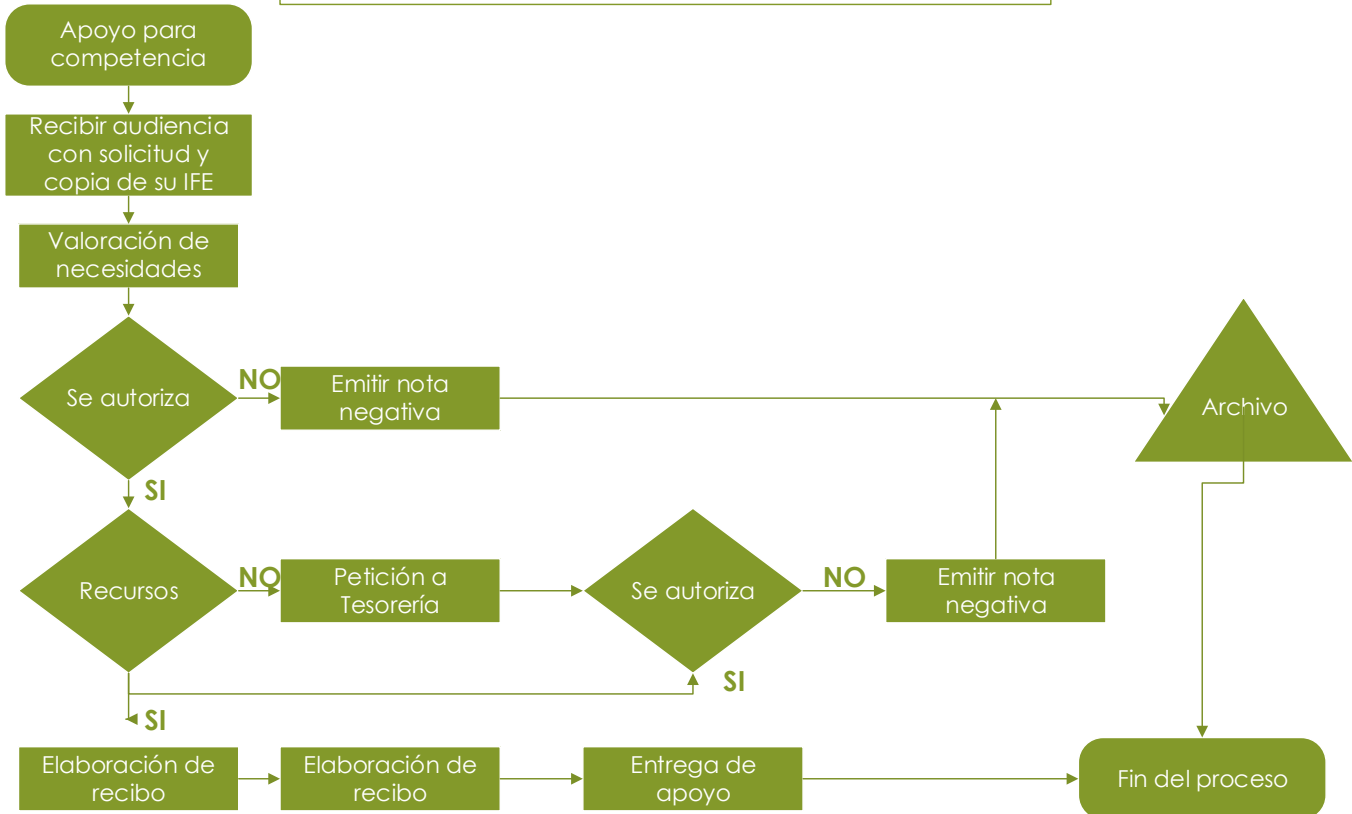 Apoyo para
competencia
Recibir audiencia
con solicitud y
copia de su IFE
Valoración de
necesidades
Se autoriza
NO
Emitir nota
negativa
Archivo
SI
Recursos
NO
Petición a
Tesorería
Se autoriza
NO
Emitir nota
negativa
SI
SI
Elaboración de
recibo
Elaboración de
recibo
Entrega de
apoyo
Fin del proceso